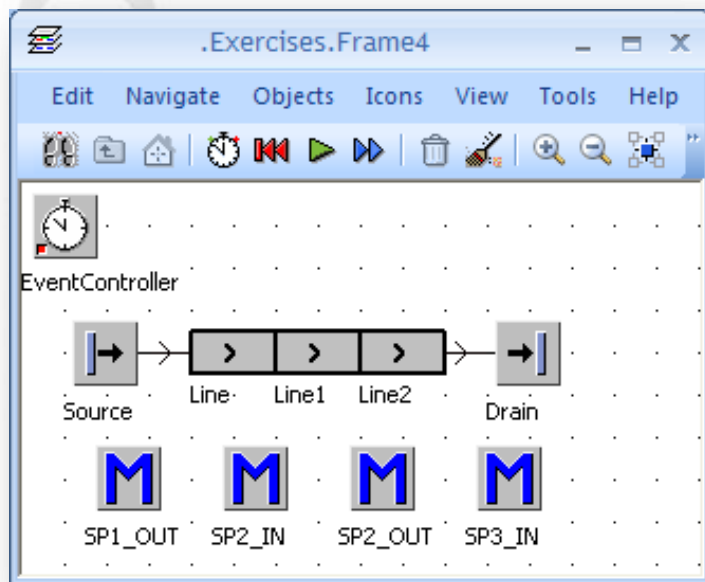 .Exercises.Frame4
Edit Navigate Objects Icons View Tools Help
EventController
Source Line Line1 Line2 Drain
M M M M
SP1_OUT SP2_IN SP2_OUT SP3_IN